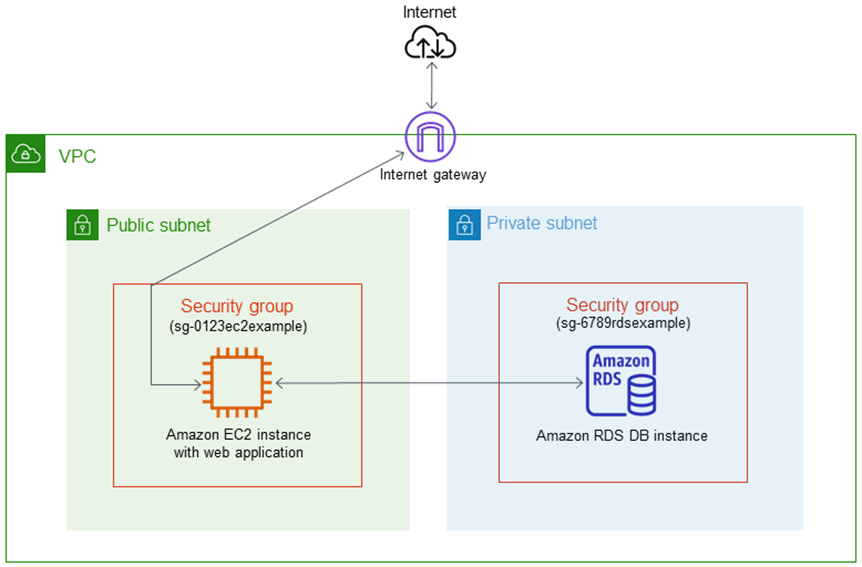 Internet
VPC
Internet gateway
Public subnet
Security group
(sg-0123ec2example)
Amazon EC2 instance
with web application
Private subnet
Security group
(sg-6789rdsexample)
Amazon
RDS
Amazon RDS DB instance